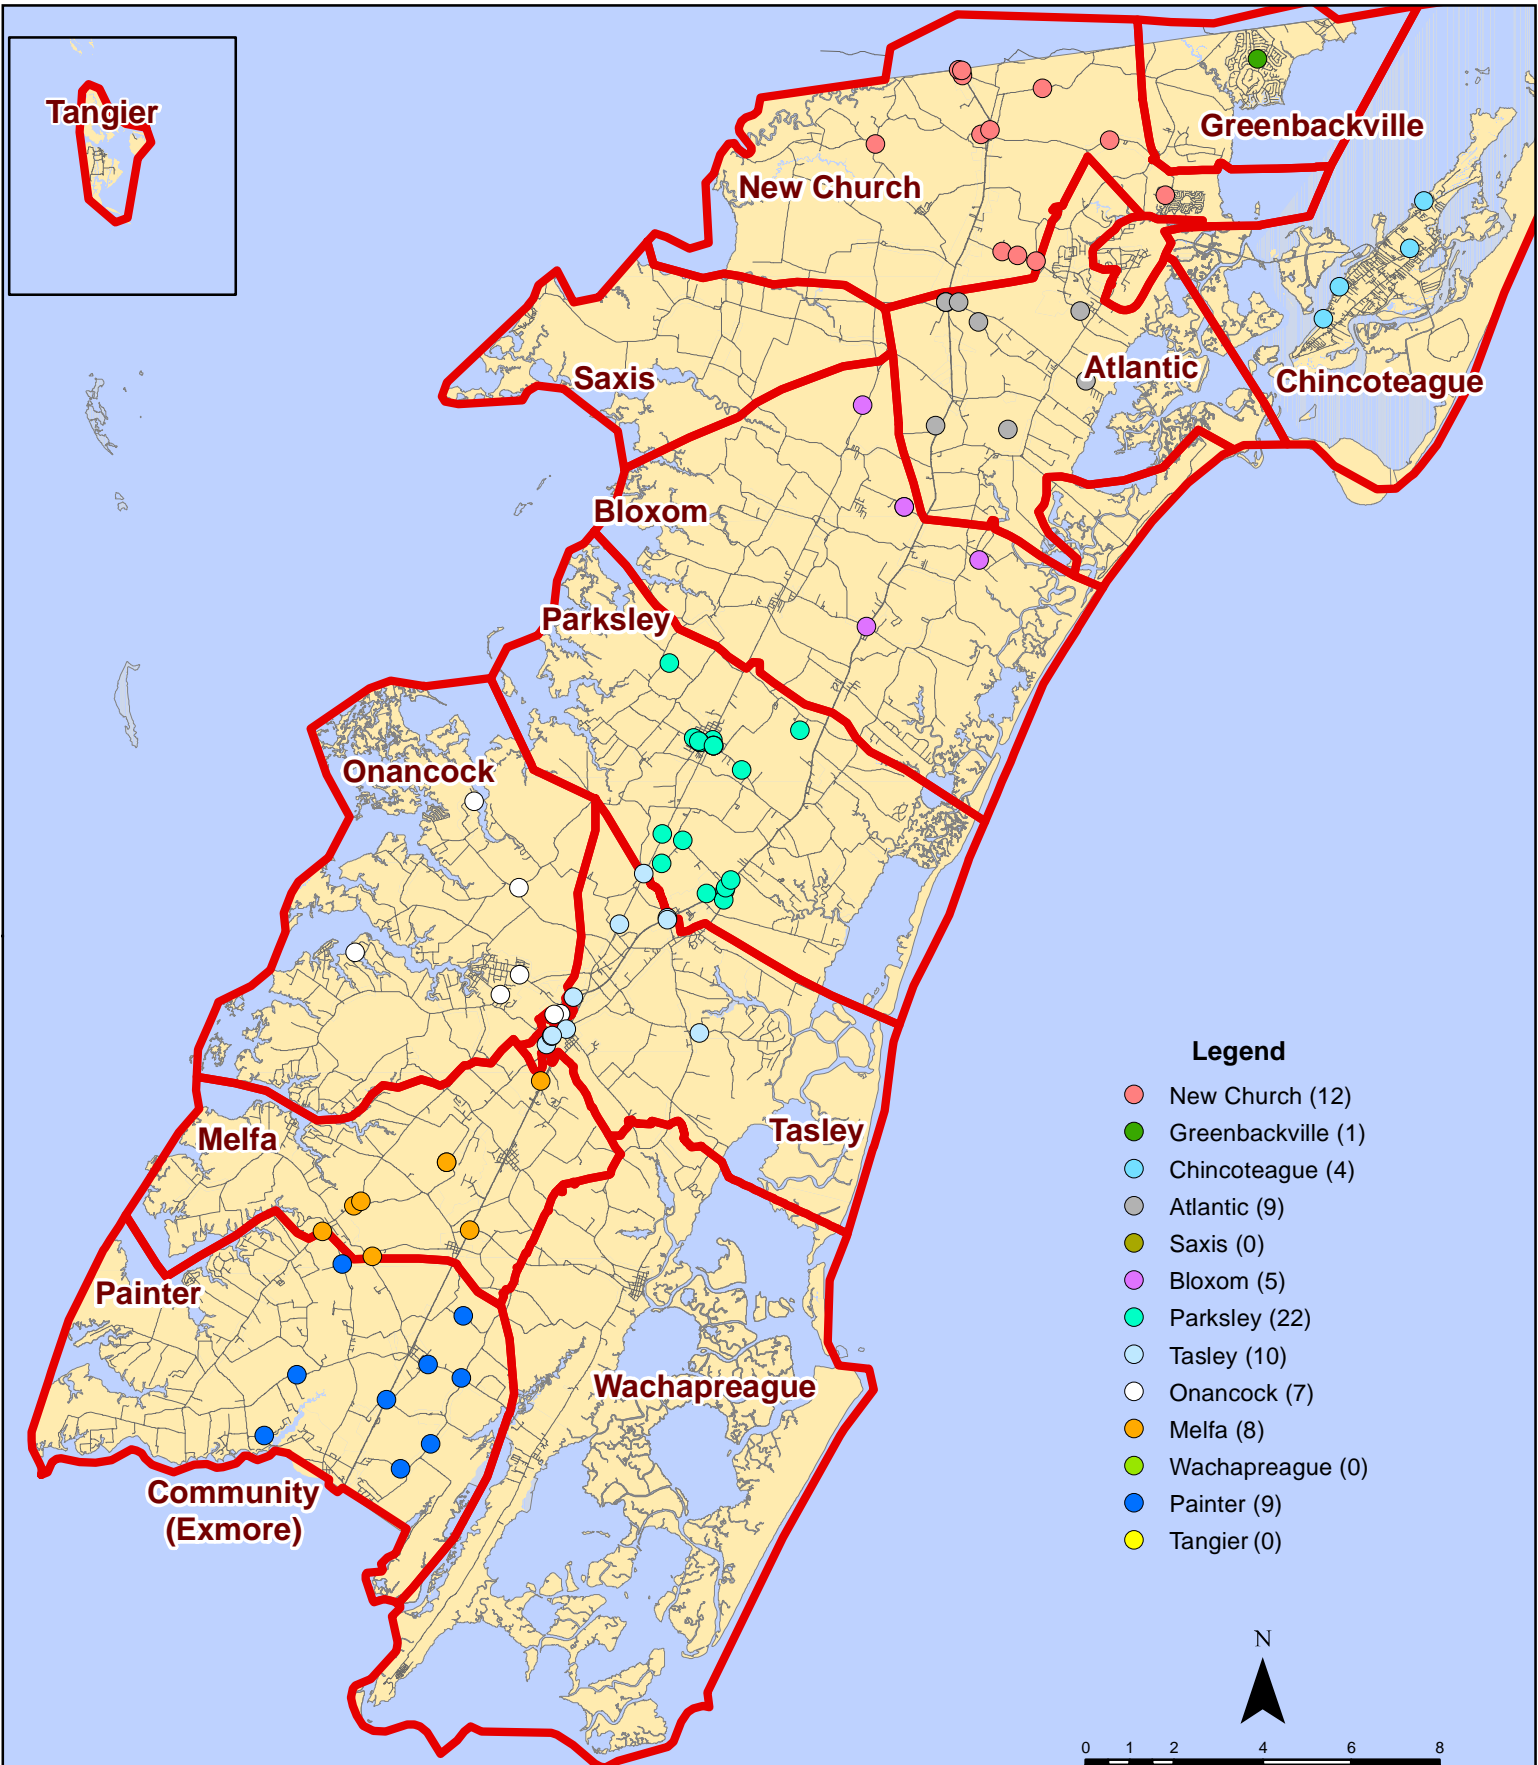 Tangier
Greenbackville
New Church
Atlantic
Saxis
Chincoteague
Bloxom
Parksley
Onancock
Tasley
Melfa
Painter
Wachapreague
Community
(Exmore)
Legend
New Church (12)
Greenbackville (1)
Chincoteague (4)
Atlantic (9)
Saxis (0)
Bloxom (5)
Parksley (22)
Tasley (10)
Onancock (7)
Melfa (8)
Wachapreague (0)
Painter (9)
Tangier (0)
N
0 1 2 4 6 8